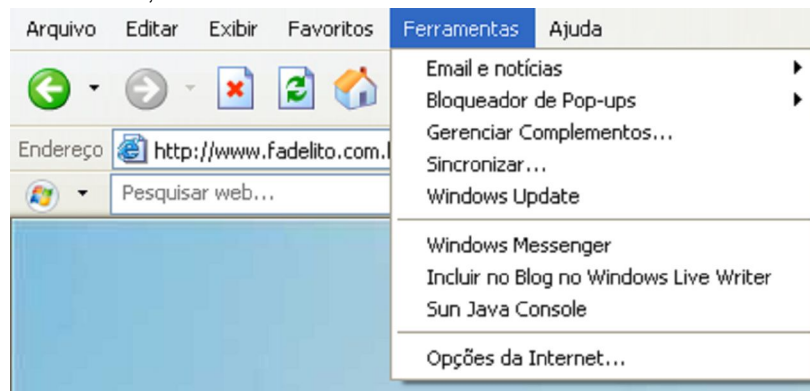 Arquivo Editar Exibir Favoritos Ferramentas Ajuda
Email e notícias
Bloqueador de Pop-ups
Gerenciar Complementos...
Endereço http://www.fadelito.com.
Sincronizar...
Pesquisar web...
Windows Update
Windows Messenger
Incluir no Blog no Windows Live Writer
Sun Java Console
Opções da Internet...